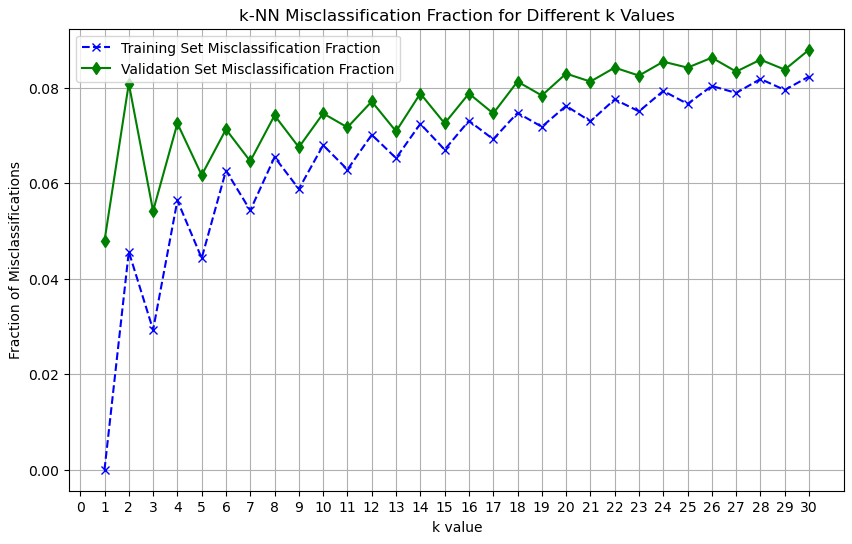 k-NN Misclassification Fraction for Different k Values
Training Set Misclassification Fraction
Validation Set Misclassification Fraction
Fraction of Misclassifications
0.08
0.06
0.04
0.02
0.00
0 1 2 3 4 5 6 7 8 9 10 11 12 13 14 15 16 17 18 19 20 21 22 23 24 25 26 27 28 29 30
k value